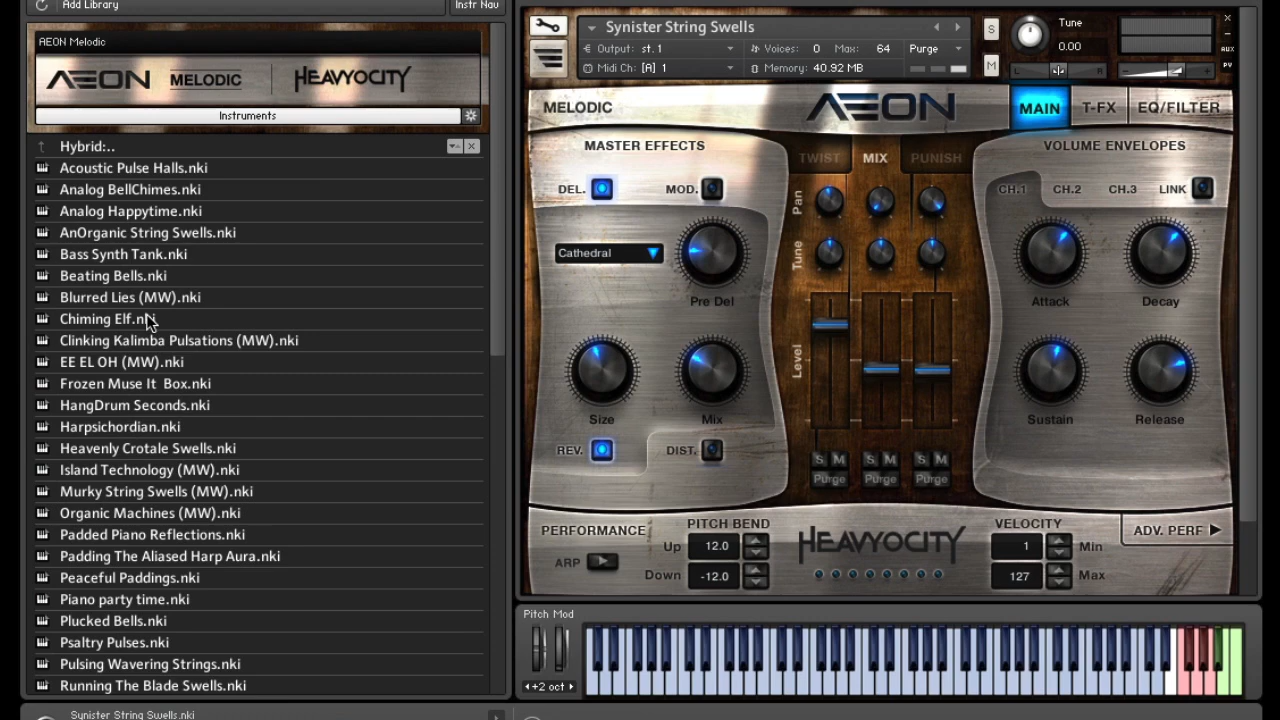 Add Library
Instr Nav
AEON Melodic
AEON MELODIC HEAVYOCITY
Instruments
Hybrid:..
Acoustic Pulse Halls.nki
Analog BellChimes.nki
Analog Happytime.nki
AnOrganic String Swells.nki
Bass Synth Tank.nki
Beating Bells.nki
Blurred Lies (MW).nki
Chiming Elf.nki
Clinking Kalimba Pulsations (MW).nki
EE EL OH (MW).nki
Frozen Muse It Box.nki
HangDrum Seconds.nki
Harpsichordian.nki
Heavenly Crotale Swells.nki
Island Technology (MW).nki
Murky String Swells (MW).nki
Organic Machines (MW).nki
Padded Piano Reflections.nki
Padding The Aliased Harp Aura.nki
Peaceful Paddings.nki
Piano party time.nki
Plucked Bells.nki
Psaltry Pulses.nki
Pulsing Wavering Strings.nki
Running The Blade Swells.nki
Synister String Swells.nki
Synister String Swells
Output: st. 1
Voices: 0 Max: 64 Purge
Midi Ch: [A] 1
Memory: 40.92 MB
S
M
Tune
0.00
L R
AUX
PV
MELODIC
AEON
MAIN
T-FX
EQ/FILTER
MASTER EFFECTS
DEL.
MOD.
Cathedral
Pre Del
Size
Mix
REV.
DIST.
TWIST
MIX
PUNISH
Pan
Tune
Level
S M S M S M
Purge Purge Purge
VOLUME ENVELOPES
CH.1 CH.2 CH.3 LINK
Attack
Decay
Sustain
Release
PERFORMANCE
ARP
PITCH BEND
Up 12.0
Down -12.0
HEAVYOCITY
VELOCITY
1 Min
127 Max
ADV. PERF
Pitch Mod
+2 oct